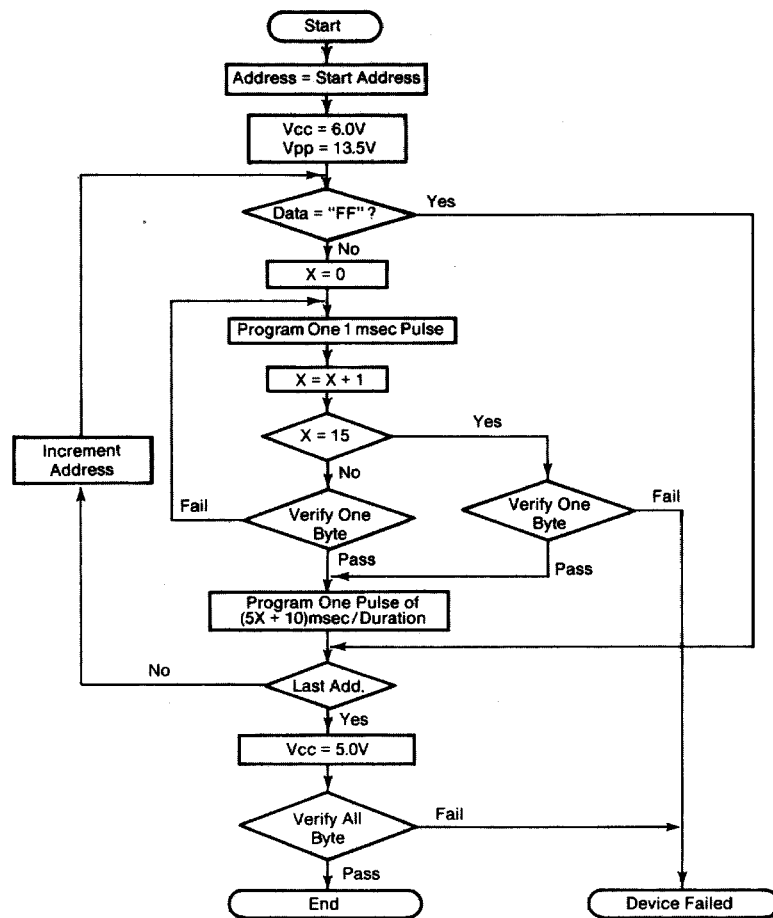 Start
Address = Start Address
Vcc = 6.0V
Vpp = 13.5V
Data = "FF" ?
Yes
No
X = 0
Program One 1 msec Pulse
X = X + 1
X = 15
Yes
No
Increment
Address
Fail
Verify One
Byte
Pass
Verify One
Byte
Fail
Pass
Program One Pulse of
(5X + 10)msec/Duration
No
Last Add.
Yes
Vcc = 5.0V
Verify All
Byte
Fail
Pass
End
Device Failed